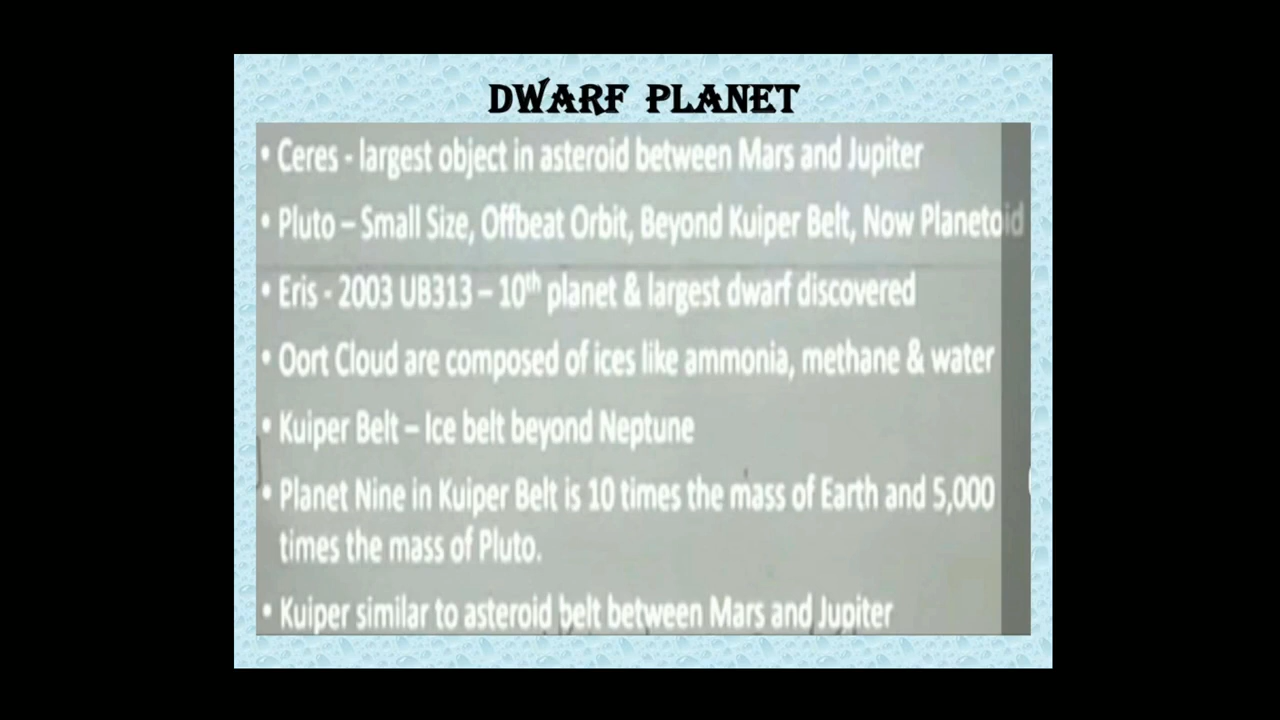 DWARF PLANET
• Ceres - largest object in asteroid between Mars and Jupiter
• Pluto – Small Size, Offbeat Orbit, Beyond Kuiper Belt, Now Planetoid
• Eris - 2003 UB313 – 10th planet & largest dwarf discovered
• Oort Cloud are composed of ices like ammonia, methane & water
• Kuiper Belt – Ice belt beyond Neptune
• Planet Nine in Kuiper Belt is 10 times the mass of Earth and 5,000
times the mass of Pluto.
• Kuiper similar to asteroid belt between Mars and Jupiter